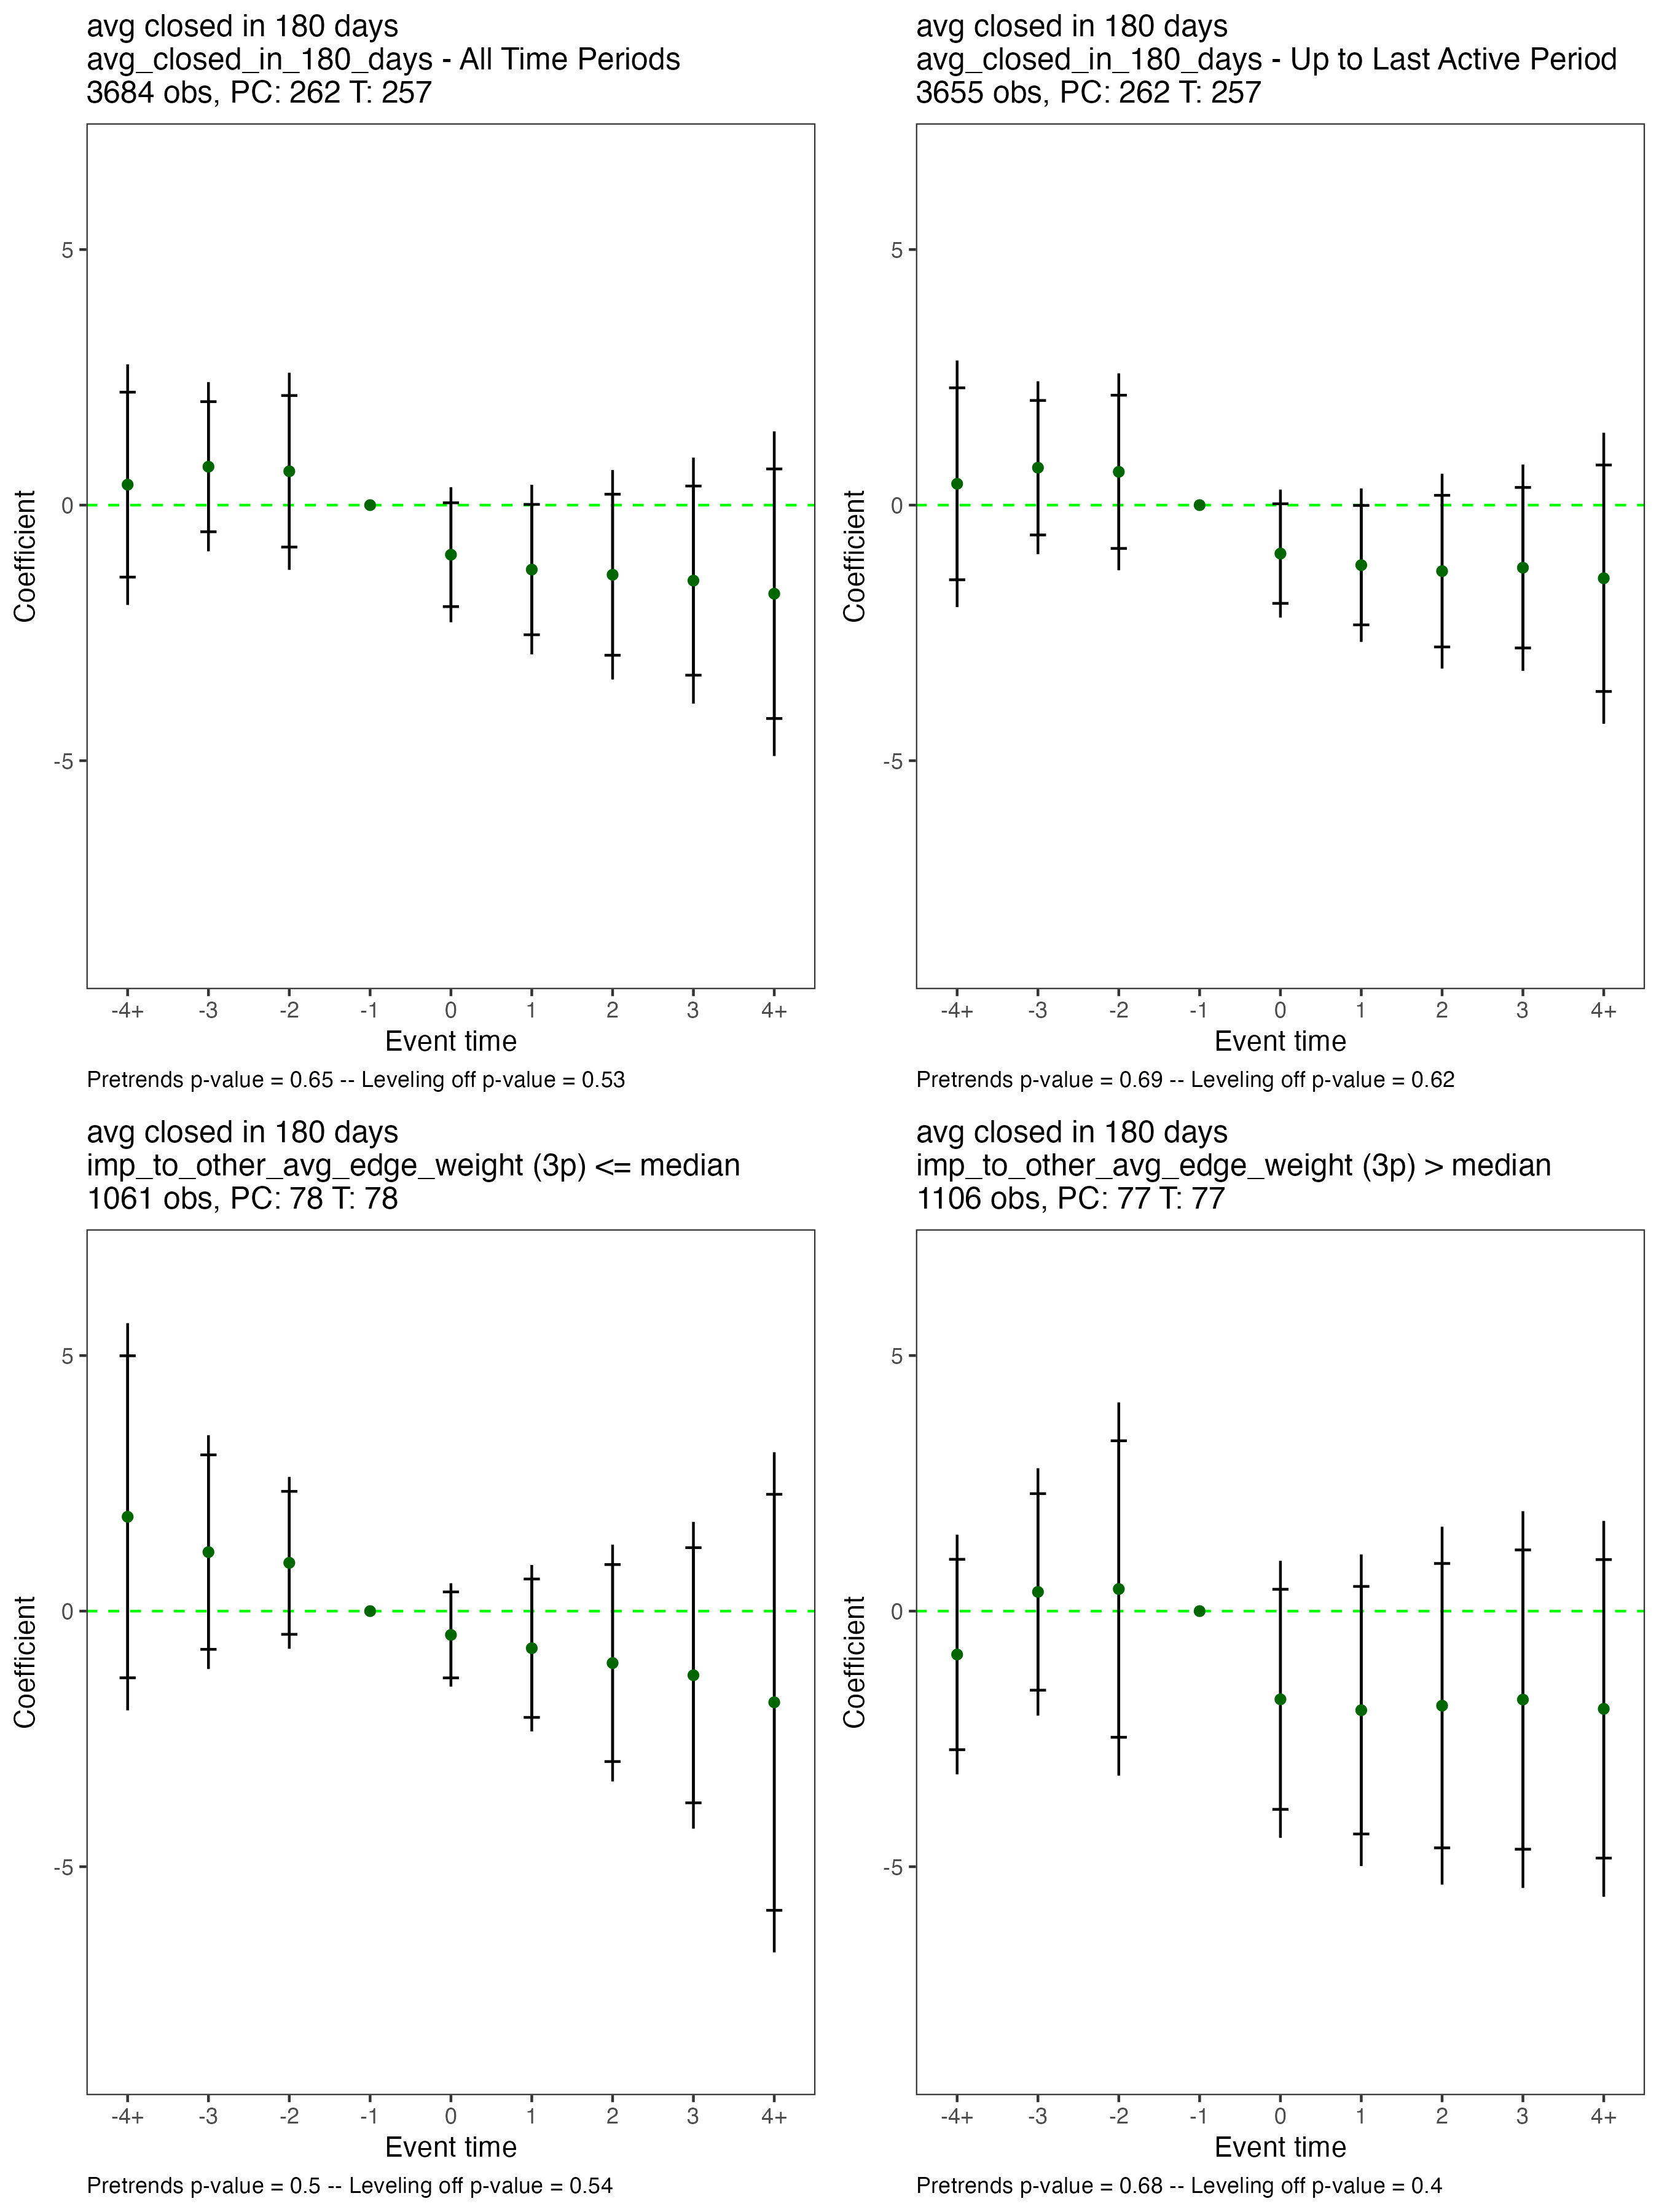 avg closed in 180 days
avg_closed_in_180_days - All Time Periods
3684 obs, PC: 262 T: 257
5
0
-5
Coefficient
-4+ -3 -2 -1 0 1 2 3 4+
Event time
Pretrends p-value = 0.65 -- Leveling off p-value = 0.53
avg closed in 180 days
avg_closed_in_180_days - Up to Last Active Period
3655 obs, PC: 262 T: 257
5
0
-5
Coefficient
-4+ -3 -2 -1 0 1 2 3 4+
Event time
Pretrends p-value = 0.69 -- Leveling off p-value = 0.62
avg closed in 180 days
imp_to_other_avg_edge_weight (3p) <= median
1061 obs, PC: 78 T: 78
5
0
-5
Coefficient
-4+ -3 -2 -1 0 1 2 3 4+
Event time
Pretrends p-value = 0.5 -- Leveling off p-value = 0.54
avg closed in 180 days
imp_to_other_avg_edge_weight (3p) > median
1106 obs, PC: 77 T: 77
5
0
-5
Coefficient
-4+ -3 -2 -1 0 1 2 3 4+
Event time
Pretrends p-value = 0.68 -- Leveling off p-value = 0.4